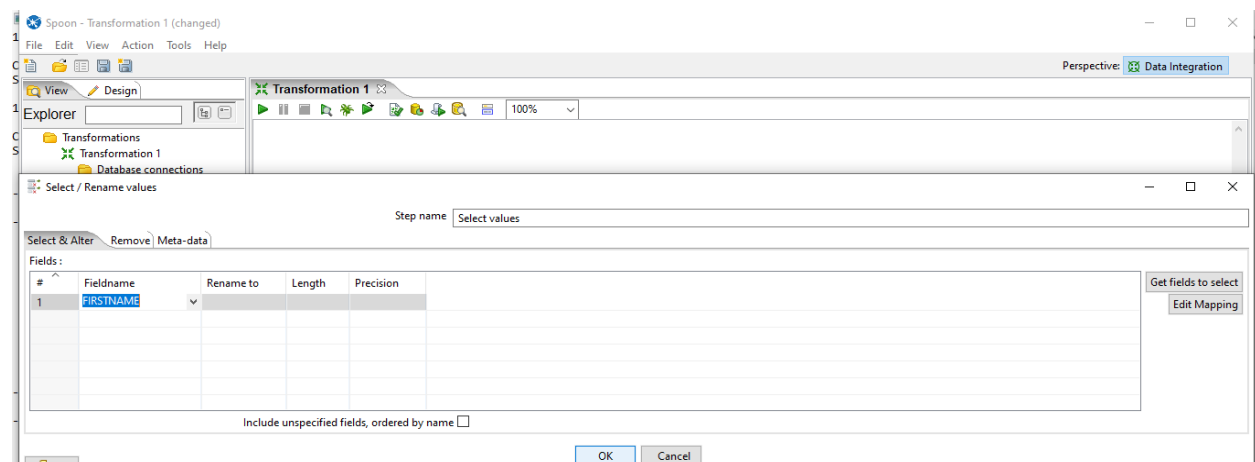 Spoon - Transformation 1 (changed)
File Edit View Action Tools Help
Perspective: Data Integration
View Design
Transformation 1
Explorer
100%
Transformations
Transformation 1
Database connections
Select / Rename values
Step name Select values
Select & Alter Remove Meta-data
Fields :
# Fieldname Rename to Length Precision
1 FIRSTNAME
Get fields to select
Edit Mapping
Include unspecified fields, ordered by name
OK Cancel